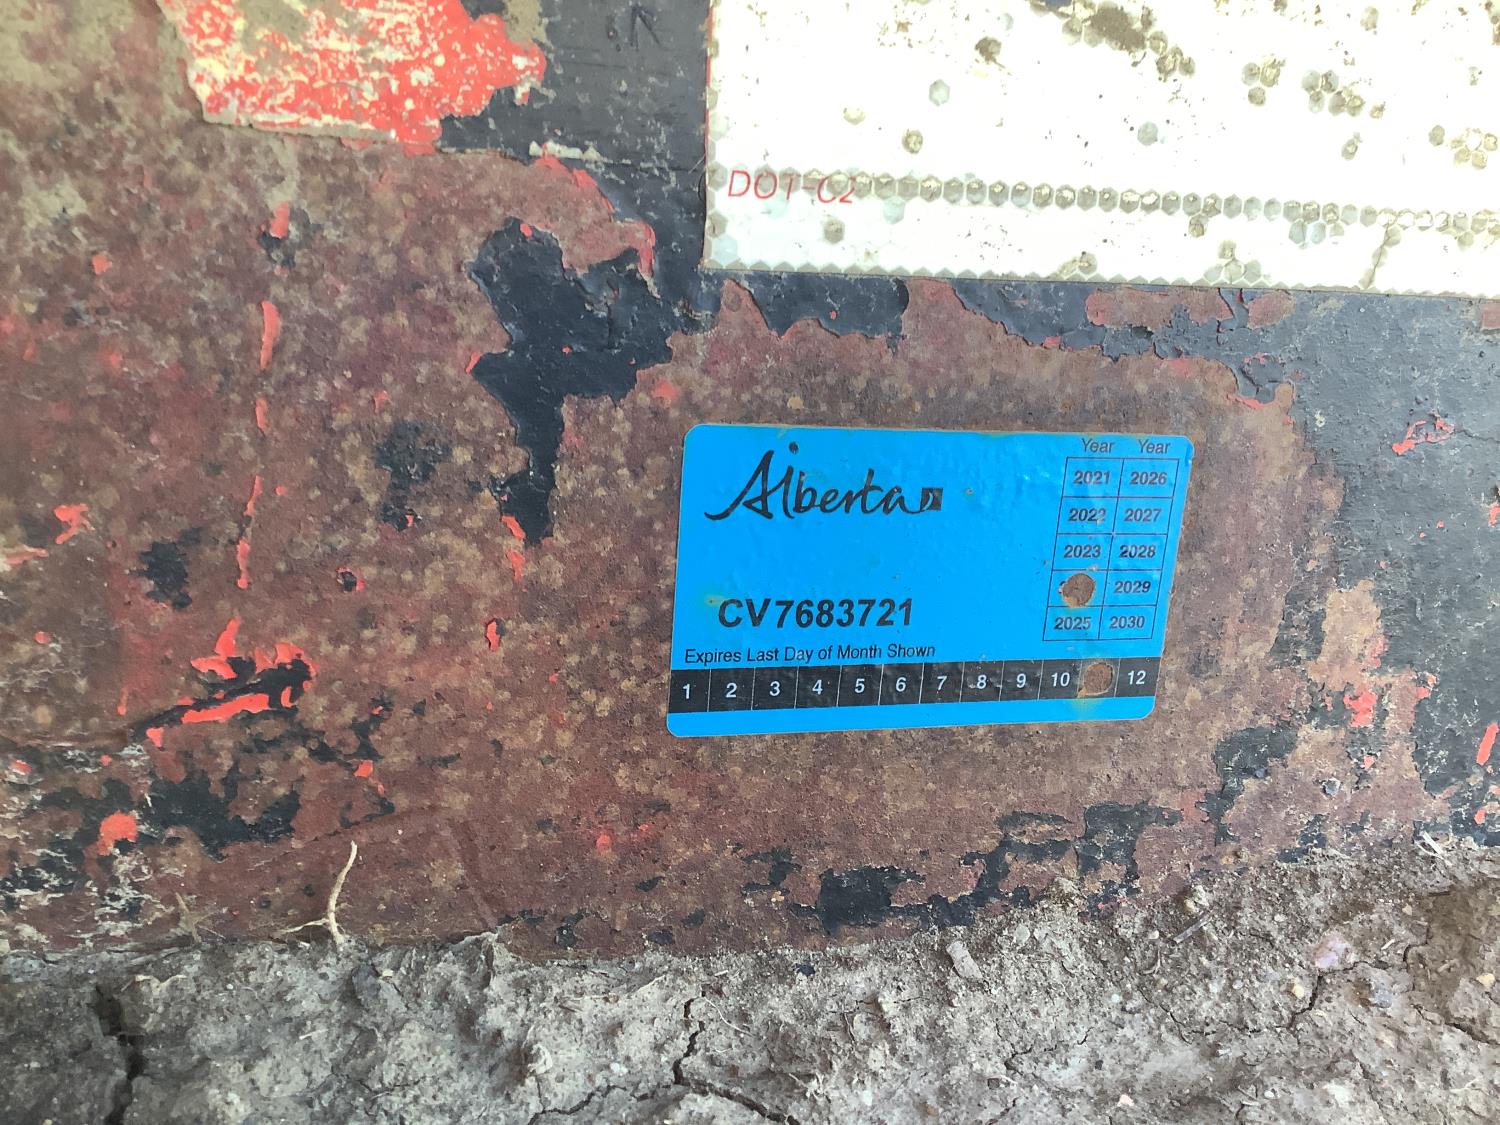 DOT-C2
Alberta
Year Year
2021 2026
2022 2027
2023 2028
2029
2025 2030
CV7683721
Expires Last Day of Month Shown
1 2 3 4 5 6 7 8 9 10 12